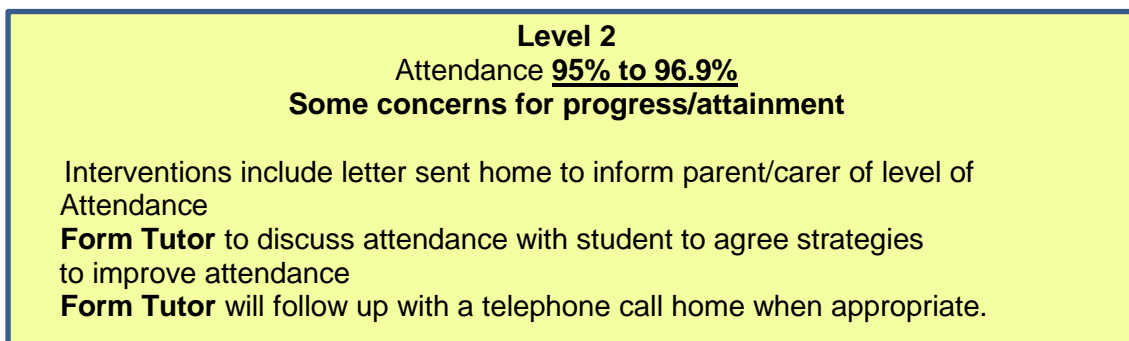 Level 2
Attendance 95% to 96.9%
Some concerns for progress/attainment
Interventions include letter sent home to inform parent/carer of level of
Attendance
Form Tutor to discuss attendance with student to agree strategies
to improve attendance
Form Tutor will follow up with a telephone call home when appropriate.